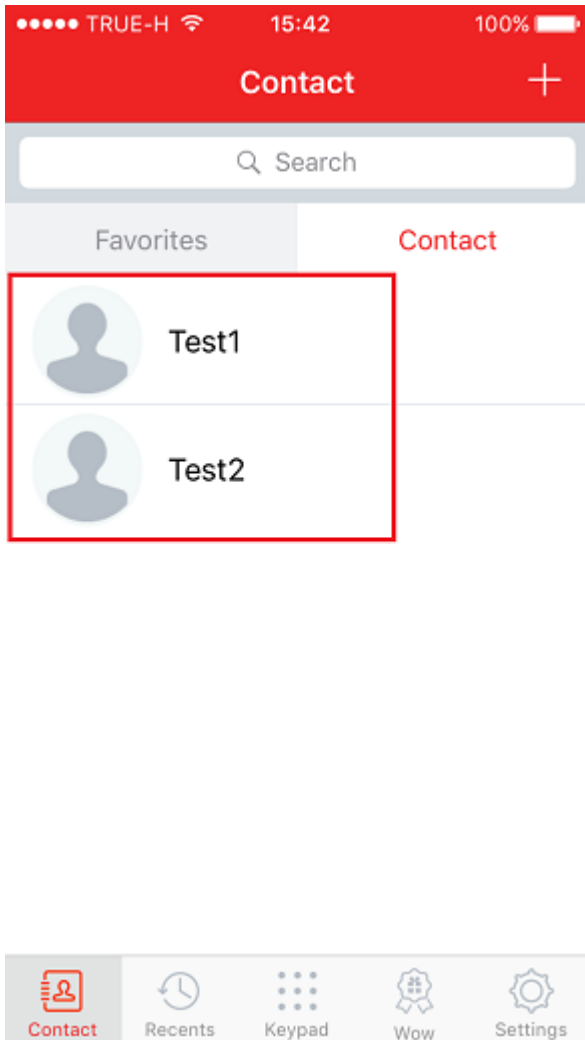 TRUE-H 15:42 100%
Contact
Search
Favorites Contact
Test1
Test2
Contact Recents Keypad Wow Settings